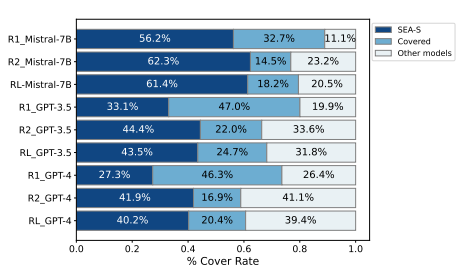 R1_Mistral-7B 56.2% 32.7% 11.1%
R2_Mistral-7B 62.3% 14.5% 23.2%
RL-Mistral-7B 61.4% 18.2% 20.5%
R1_GPT-3.5 33.1% 47.0% 19.9%
R2_GPT-3.5 44.4% 22.0% 33.6%
RL_GPT-3.5 43.5% 24.7% 31.8%
R1_GPT-4 27.3% 46.3% 26.4%
R2_GPT-4 41.9% 16.9% 41.1%
RL_GPT-4 40.2% 20.4% 39.4%
0.0 0.2 0.4 0.6 0.8 1.0
% Cover Rate
SEA-S
Covered
Other models